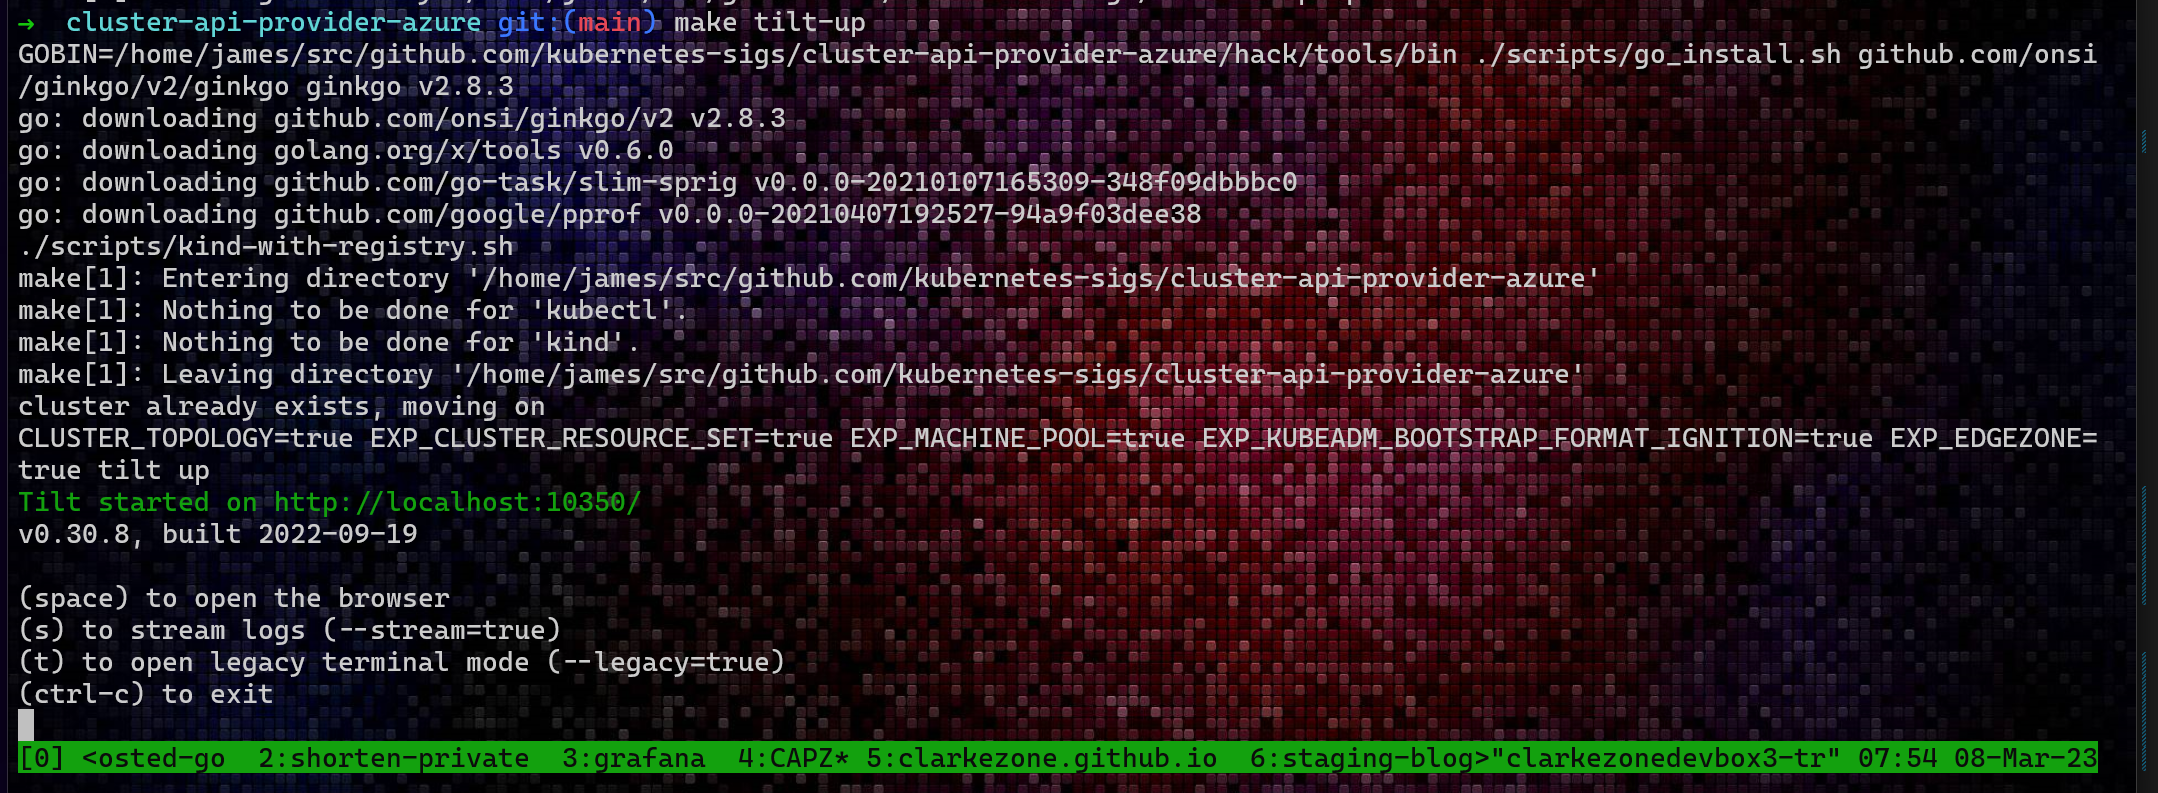 →  cluster-api-provider-azure git:(main) make tilt-up
GOBIN=/home/james/src/github.com/kubernetes-sigs/cluster-api-provider-azure/hack/tools/bin ./scripts/go_install.sh github.com/onsi
/ginkgo/v2/ginkgo ginkgo v2.8.3
go: downloading github.com/onsi/ginkgo/v2 v2.8.3
go: downloading golang.org/x/tools v0.6.0
go: downloading github.com/go-task/slim-sprig v0.0.0-20210107165309-348f09dbbbc0
go: downloading github.com/google/pprof v0.0.0-20210407192527-94a9f03dee38
./scripts/kind-with-registry.sh
make[1]: Entering directory '/home/james/src/github.com/kubernetes-sigs/cluster-api-provider-azure'
make[1]: Nothing to be done for 'kubectl'.
make[1]: Nothing to be done for 'kind'.
make[1]: Leaving directory '/home/james/src/github.com/kubernetes-sigs/cluster-api-provider-azure'
cluster already exists, moving on
CLUSTER_TOPOLOGY=true EXP_CLUSTER_RESOURCE_SET=true EXP_MACHINE_POOL=true EXP_KUBEADM_BOOTSTRAP_FORMAT_IGNITION=true EXP_EDGEZONE=
true tilt up
Tilt started on http://localhost:10350/
v0.30.8, built 2022-09-19
(space) to open the browser
(s) to stream logs (--stream=true)
(t) to open legacy terminal mode (--legacy=true)
(ctrl-c) to exit
[0] <osted-go  2:shorten-private  3:grafana  4:CAPZ* 5:clarkezone.github.io  6:staging-blog>"clarkezonedevbox3-tr" 07:54 08-Mar-23